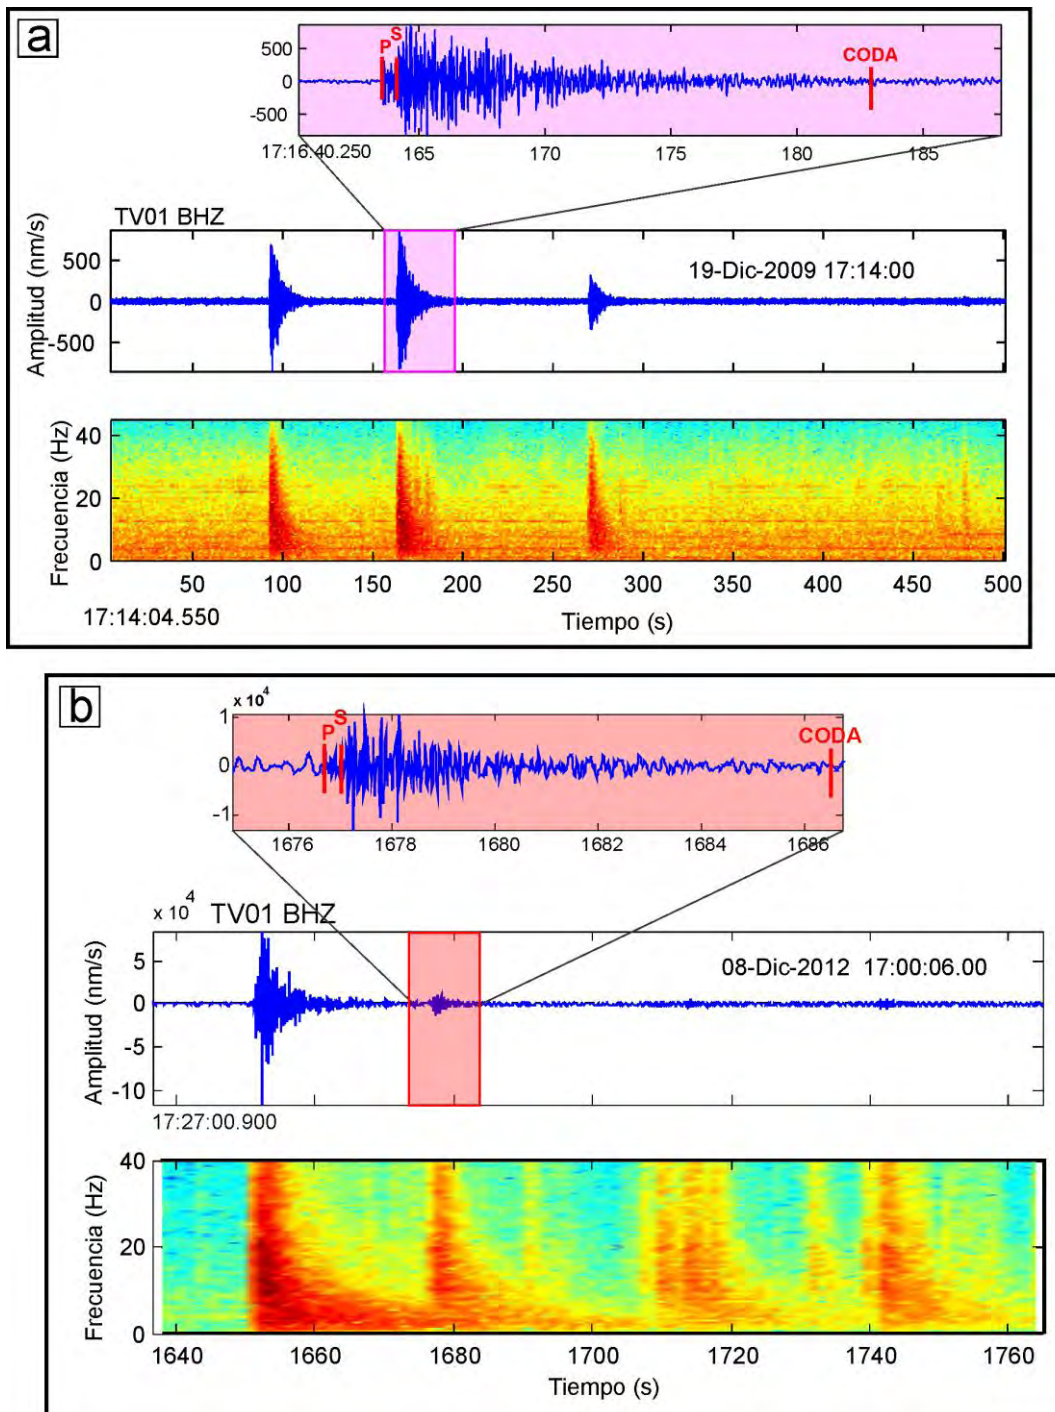 a
P
S
CODA
500
0
-500
17:16:40.250
165 170 175 180 185
TV01 BHZ
19-Dic-2009 17:14:00
Amplitud (nm/s)
500
0
-500
Frecuencia (Hz)
40
20
0
50 100 150 200 250 300 350 400 450 500
17:14:04.550
Tiempo (s)
b
x 10^4
P
S
CODA
1
0
-1
1676 1678 1680 1682 1684 1686
x 10^4 TV01 BHZ
08-Dic-2012 17:00:06.00
Amplitud (nm/s)
5
0
-5
-10
17:27:00.900
Frecuencia (Hz)
40
20
0
1640 1660 1680 1700 1720 1740 1760
Tiempo (s)